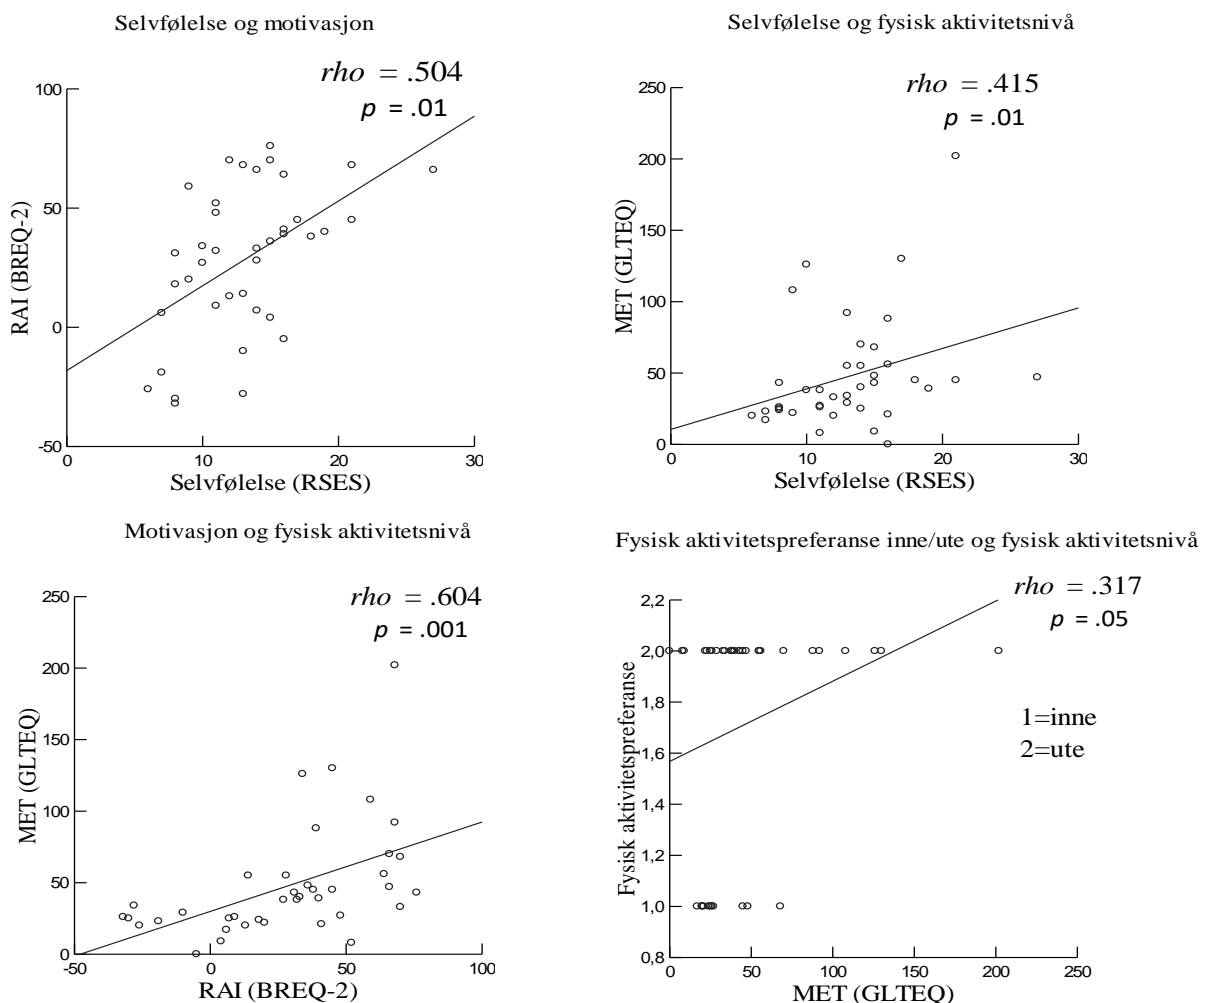 Selvfølelse og motivasjon
rho = .504
p = .01
100
50
0
-50
0 10 20 30
RAI (BREQ-2)
Selvfølelse (RSES)
Selvfølelse og fysisk aktivitetsnivå
rho = .415
p = .01
250
200
150
100
50
0
0 10 20 30
MET (GLTEQ)
Selvfølelse (RSES)
Motivasjon og fysisk aktivitetsnivå
rho = .604
p = .001
250
200
150
100
50
0
-50 0 50 100
MET (GLTEQ)
RAI (BREQ-2)
Fysisk aktivitetspreferanse inne/ute og fysisk aktivitetsnivå
rho = .317
p = .05
2,2
2,0
1,8
1,6
1,4
1,2
1,0
0,8
1=inne
2=ute
0 50 100 150 200 250
Fysisk aktivitetspreferanse
MET (GLTEQ)